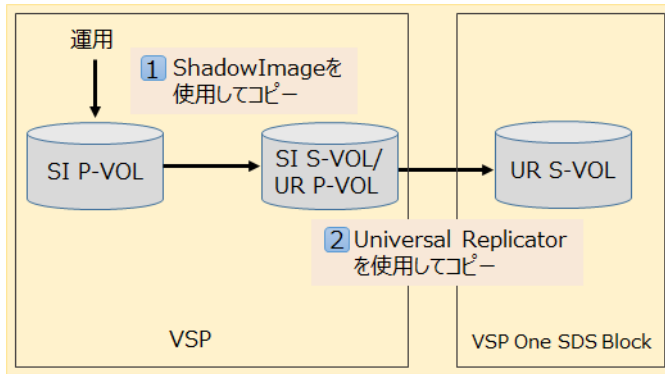 運用
1 ShadowImageを
使用してコピー
SI P-VOL
SI S-VOL/
UR P-VOL
UR S-VOL
2 Universal Replicator
を使用してコピー
VSP
VSP One SDS Block